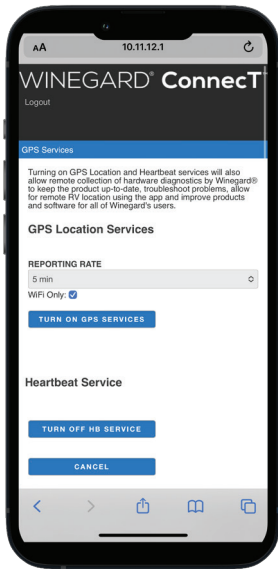 AA
10.11.12.1
WINEGARD® ConnecT
Logout
GPS Services
Turning on GPS Location and Heartbeat services will also
allow remote collection of hardware diagnostics by Winegard®
to keep the product up-to-date, troubleshoot problems, allow
for remote RV location using the app and improve products
and software for all of Winegard's users.
GPS Location Services
REPORTING RATE
5 min
WiFi Only:
TURN ON GPS SERVICES
Heartbeat Service
TURN OFF HB SERVICE
CANCEL